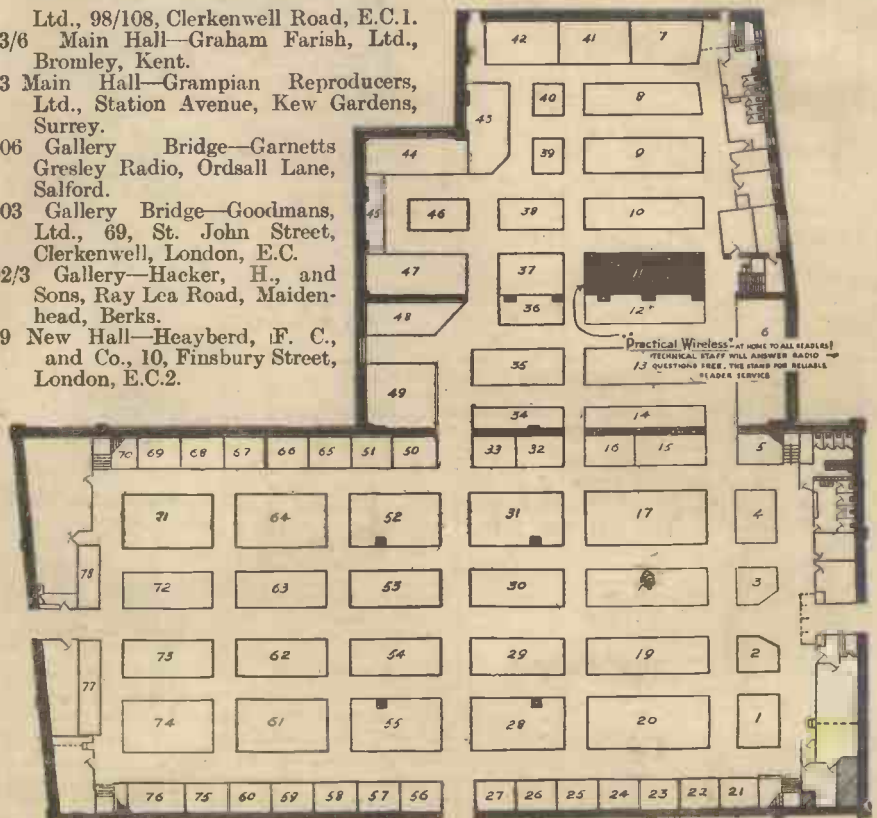 Ltd., 98/108, Clerkenwell Road, E.C.1.
3/6 Main Hall—Graham Farish, Ltd.,
Bromley, Kent.
3 Main Hall—Grampian Reproducers,
Ltd., Station Avenue, Kew Gardens,
Surrey.
06 Gallery Bridge—Garnetts
Gresley Radio, Ordsall Lane,
Salford.
03 Gallery Bridge—Goodmans,
Ltd., 69, St. John Street,
Clerkenwell, London, E.C.
2/3 Gallery—Hacker, H., and
Sons, Ray Lea Road, Maiden-
head, Berks.
9 New Hall—Heayberd, F. C.,
and Co., 10, Finsbury Street,
London, E.C.2.
42 41 7
43 40 8
44 39 9
45 46 38 10
47 37 11
48 36 12
"Practical Wireless" AT HOME TO ALL READERS!
TECHNICAL STAFF WILL ANSWER RADIO
QUESTIONS FREE. THE STAND FOR RELIABLE
READER SERVICE
6
49 35 13
34 14
70 69 68 67 66 65 51 50 33 32 16 15 5
71 64 52 31 17 4
78 72 63 53 30 3
73 62 54 29 19 2
77 74 61 55 28 20 1
76 75 60 59 58 57 56 27 26 25 24 23 22 21